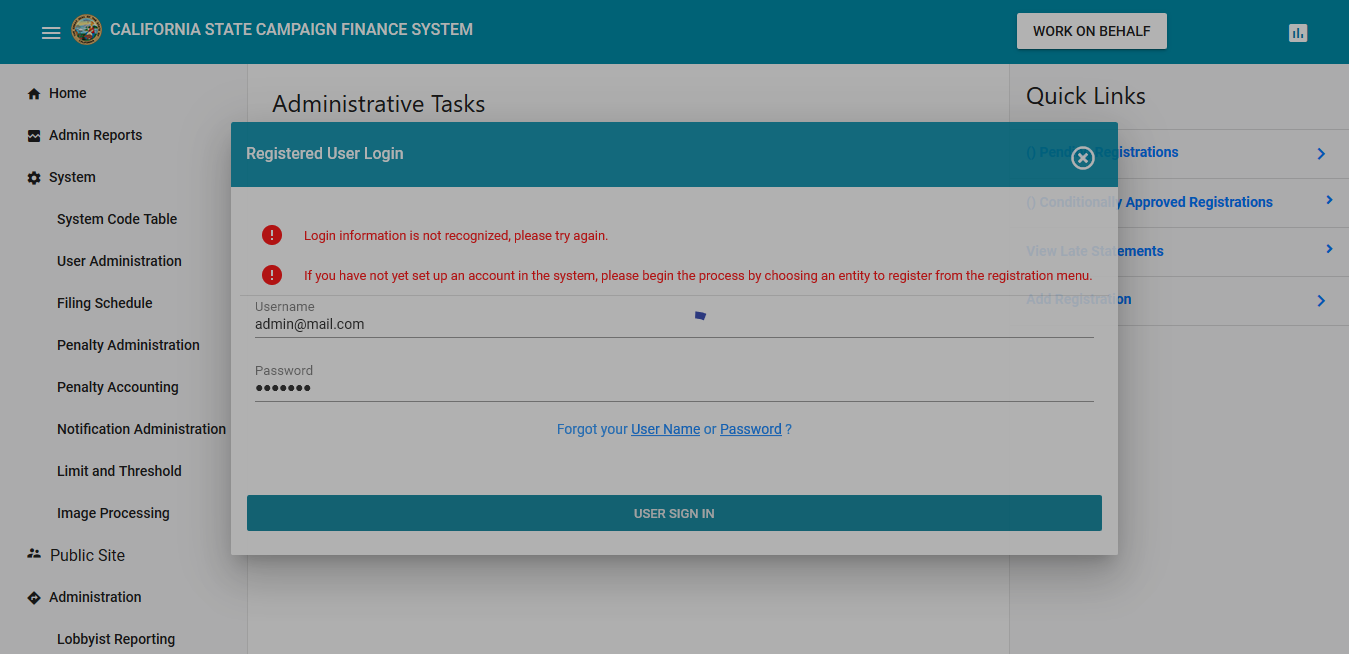 CALIFORNIA STATE CAMPAIGN FINANCE SYSTEM
WORK ON BEHALF
Home
Admin Reports
System
System Code Table
User Administration
Filing Schedule
Penalty Administration
Penalty Accounting
Notification Administration
Limit and Threshold
Image Processing
Public Site
Administration
Lobbyist Reporting
Administrative Tasks
Registered User Login
Login information is not recognized, please try again.
If you have not yet set up an account in the system, please begin the process by choosing an entity to register from the registration menu.
Username
admin@mail.com
Password
•••••••
Forgot your User Name or Password ?
USER SIGN IN
Quick Links
() Pending Registrations
() Conditionally Approved Registrations
View Late Statements
Add Registration